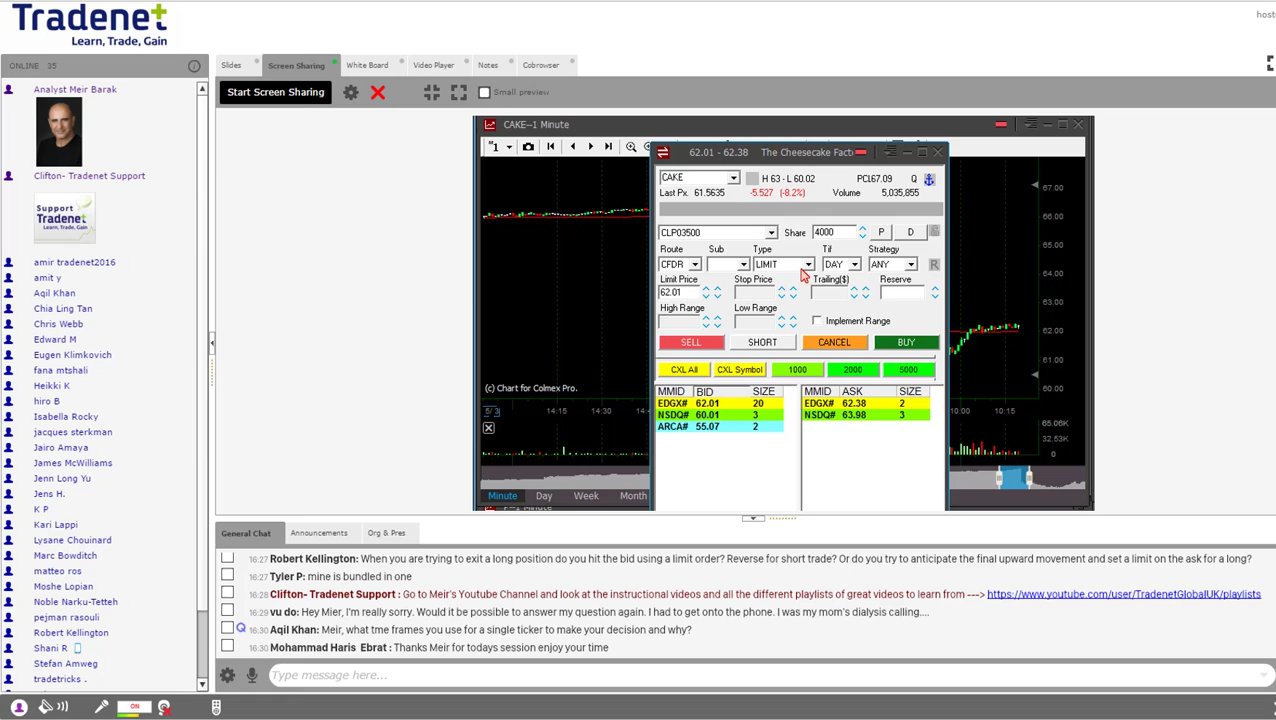 Tradenet
Learn, Trade, Gain
host
ONLINE 35
Slides Screen Sharing White Board Video Player Notes Cobrowser
Start Screen Sharing Small preview
Analyst Meir Barak
Clifton- Tradenet Support
Support
Tradenet
amir tradenet2016
amit y
Aqil Khan
Chia Ling Tan
Chris Webb
Edward M
Eugen Klimkovich
fana mtshali
Heikki K
hiro B
Isabella Rocky
jacques sterkman
Jairo Amaya
James McWilliams
Jenn Long Yu
Jens H.
K P
Kari Lappi
Lysane Chouinard
Marc Bowditch
matteo ros
Moshe Lopian
Noble Narku-Tetteh
pejman rasouli
Robert Kellington
Shani R
Stefan Amweg
tradetricks .
ON
CAKE--1 Minute
"1
62.01 - 62.38 The Cheesecake Facto
CAKE H 63 - L 60.02 PCL67.09 Q
Last Px. 61.5635 -5.527 (-8.2%) Volume 5,035,855
CLP03500 Share 4000 P D
Route Sub Type Tif Strategy
CFDR LIMIT DAY ANY R
Limit Price Stop Price Trailing($) Reserve
62.01
High Range Low Range
Implement Range
SELL SHORT CANCEL BUY
CXL All CXL Symbol 1000 2000 5000
MMID BID SIZE MMID ASK SIZE
EDGX# 62.01 20 EDGX# 62.38 2
NSDQ# 60.01 3 NSDQ# 63.98 3
ARCA# 55.07 2
67.00
66.00
65.00
64.00
63.00
62.00
61.00
60.00
(c) Chart for Colmex Pro.
5/ 3 14:15 14:30 14:4 10:00 10:15
65.06K
32.53K
0
Minute Day Week Month
General Chat Announcements Org & Pres
16:27 Robert Kellington: When you are trying to exit a long position do you hit the bid using a limit order? Reverse for short trade? Or do you try to anticipate the final upward movement and set a limit on the ask for a long?
16:27 Tyler P: mine is bundled in one
16:28 Clifton- Tradenet Support : Go to Meir's Youtube Channel and look at the instructional videos and all the different playlists of great videos to learn from ---> https://www.youtube.com/user/TradenetGlobalUK/playlists
16:29 vu do: Hey Mier, I'm really sorry. Would it be possible to answer my question again. I had to get onto the phone. I was my mom's dialysis calling....
Q 16:30 Aqil Khan: Meir, what tme frames you use for a single ticker to make your decision and why?
16:30 Mohammad Haris Ebrat : Thanks Meir for todays session enjoy your time
Type message here...